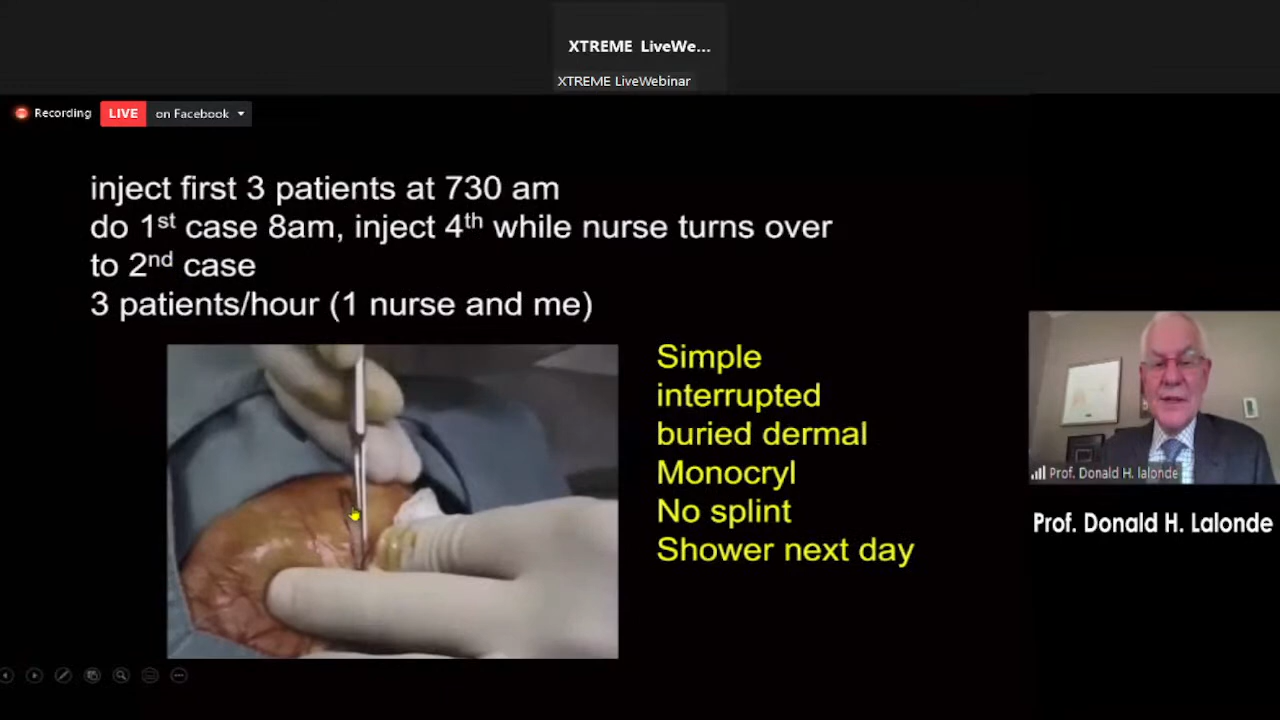 XTREME LiveWe...
XTREME LiveWebinar
Recording
LIVE
on Facebook
inject first 3 patients at 730 am
do 1st case 8am, inject 4th while nurse turns over
to 2nd case
3 patients/hour (1 nurse and me)
Simple
interrupted
buried dermal
Monocryl
No splint
Shower next day
Prof. Donald H. lalonde
Prof. Donald H. Lalonde